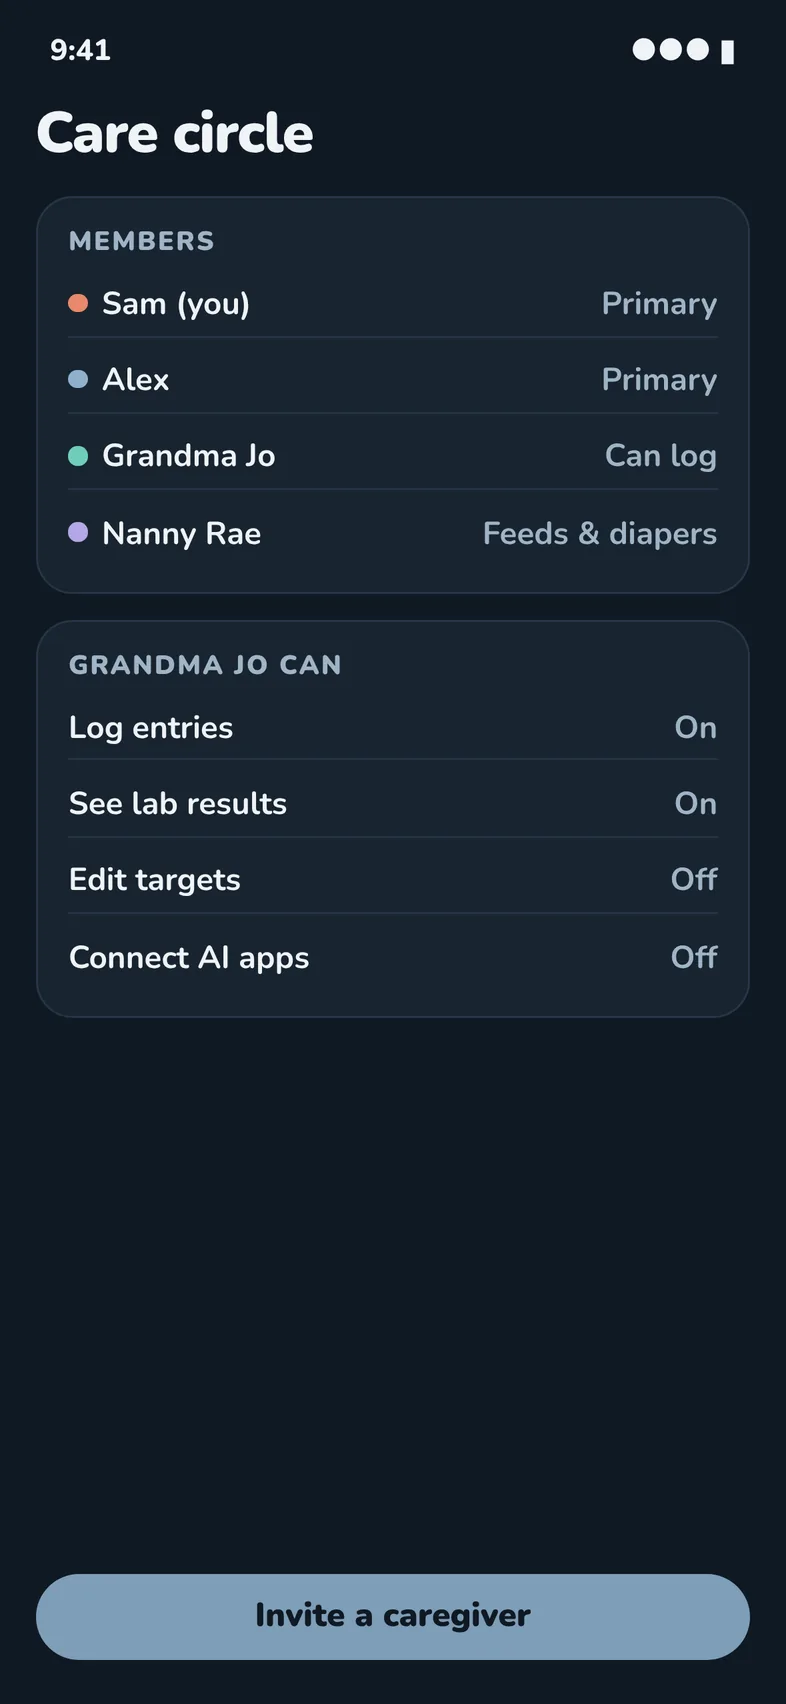 9:41
Care circle
MEMBERS
Sam (you) Primary
Alex Primary
Grandma Jo Can log
Nanny Rae Feeds & diapers
GRANDMA JO CAN
Log entries On
See lab results On
Edit targets Off
Connect AI apps Off
Invite a caregiver